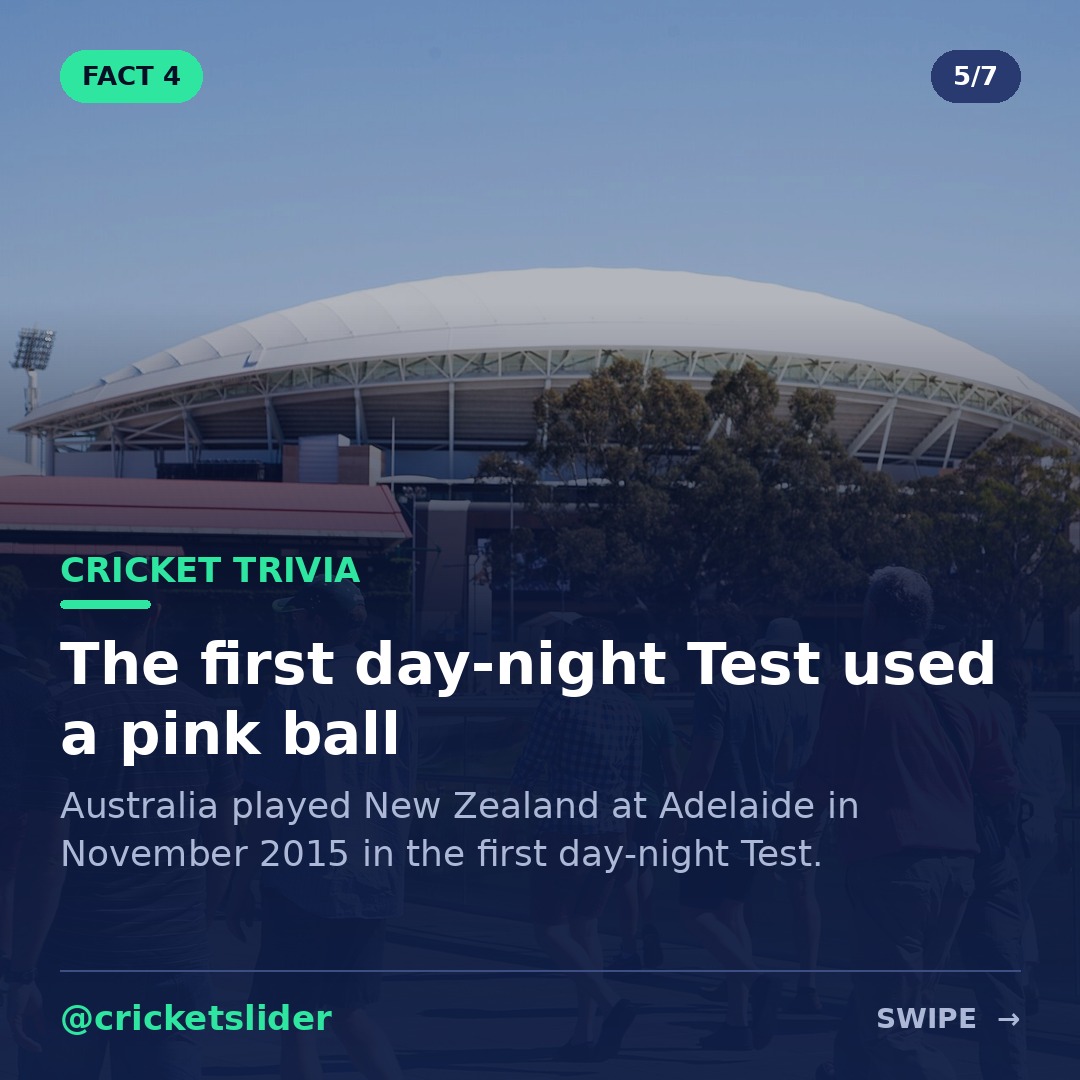 FACT 4
5/7
CRICKET TRIVIA
The first day-night Test used
a pink ball
Australia played New Zealand at Adelaide in
November 2015 in the first day-night Test.
@cricketslider
SWIPE →